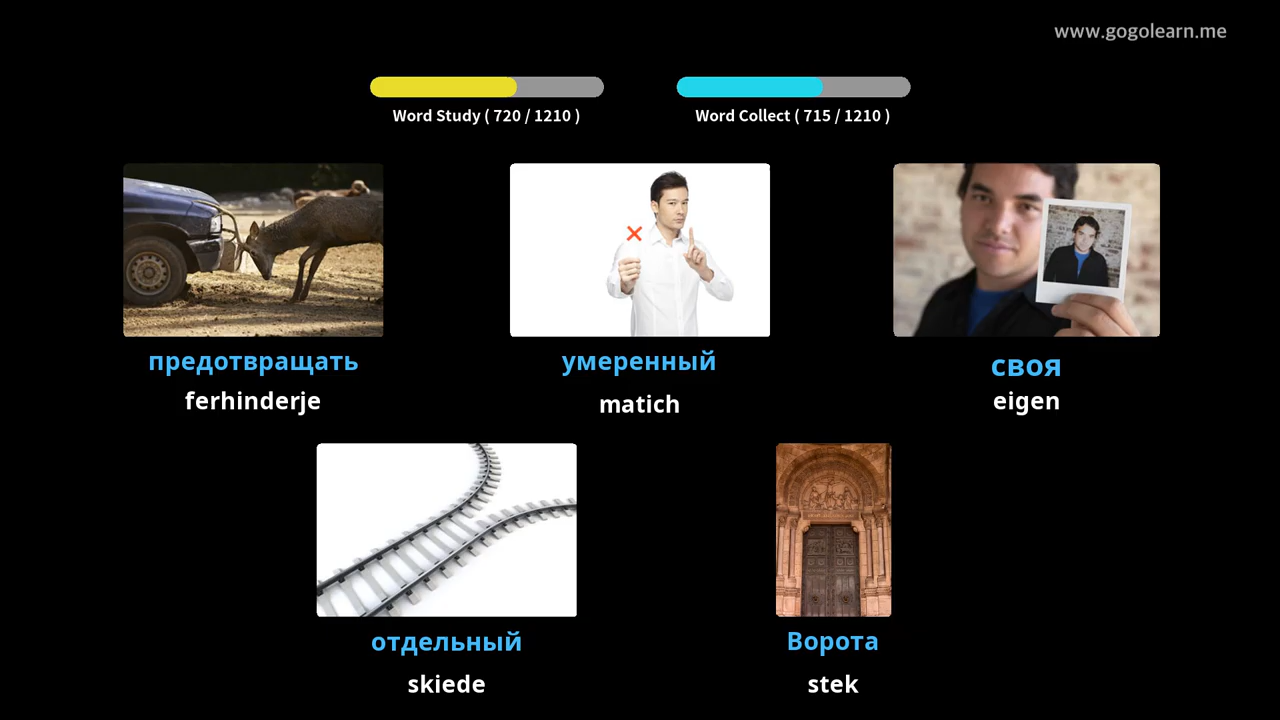 www.gogolearn.me
Word Study ( 720 / 1210 )
Word Collect ( 715 / 1210 )
предотвращать
ferhinderje
умеренный
matich
своя
eigen
отдельный
skiede
Ворота
stek